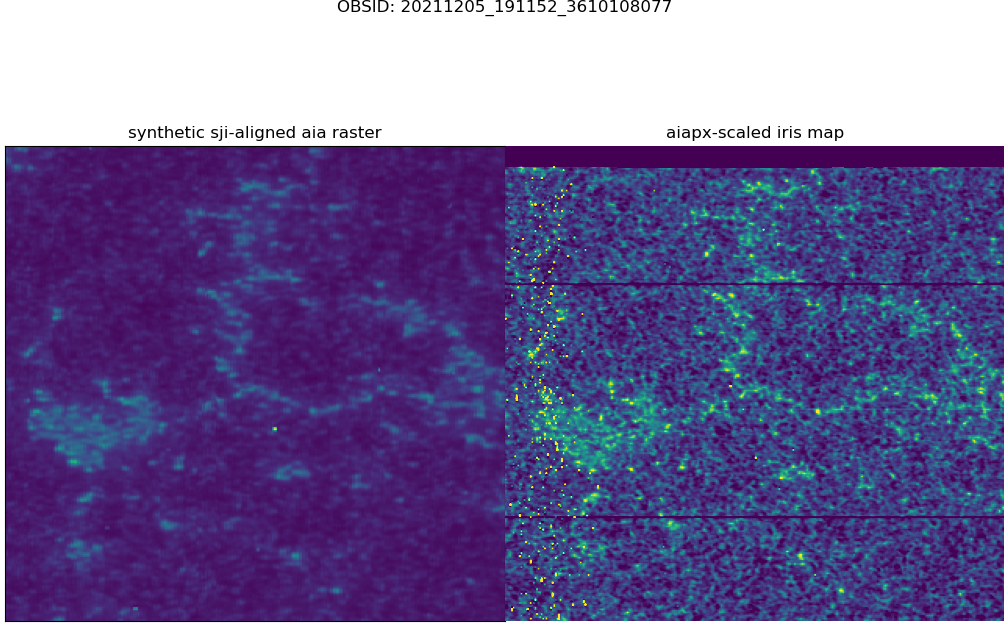 OBSID: 20211205_191152_3610108077
synthetic sji-aligned aia raster
aiapx-scaled iris map